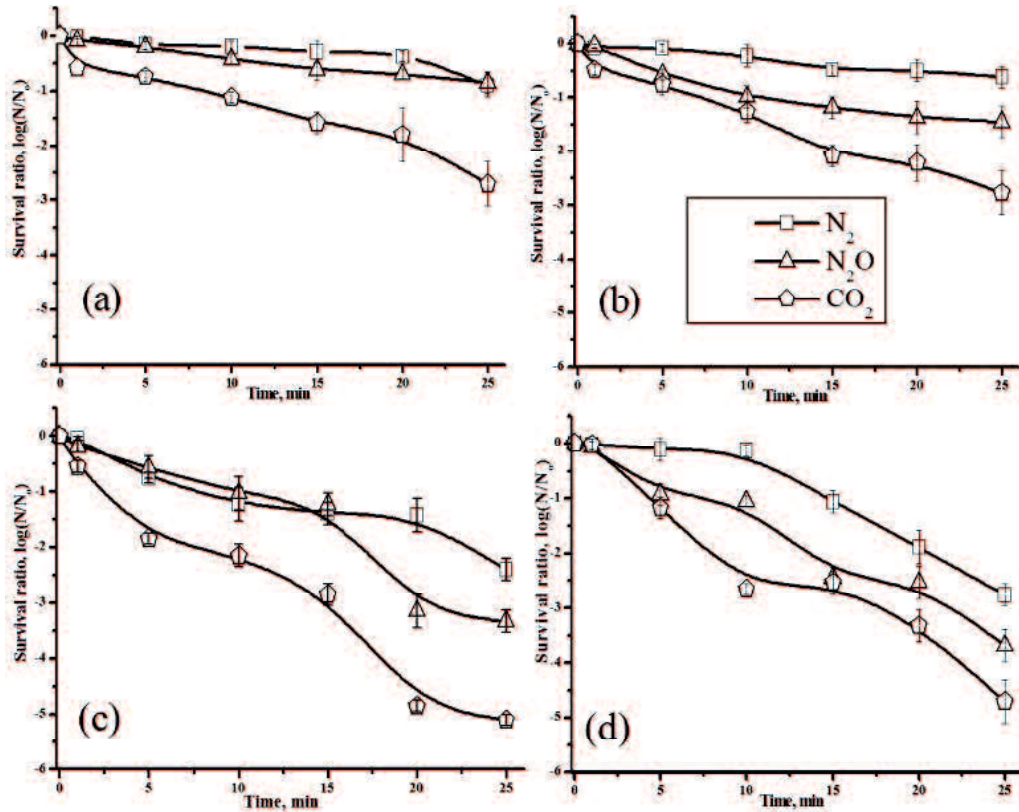 Survival ratio, log(N/N₀)
0
-1
-2
-3
-4
-5
-6
(a)
0 5 10 15 20 25
Time, min
Survival ratio, log(N/N₀)
0
-1
-2
-3
-4
-5
-6
N₂
N₂O
CO₂
(b)
0 5 10 15 20 25
Time, min
Survival ratio, log(N/N₀)
0
-1
-2
-3
-4
-5
-6
(c)
0 5 10 15 20 25
Time, min
Survival ratio, log(N/N₀)
0
-1
-2
-3
-4
-5
-6
(d)
0 5 10 15 20 25
Time, min